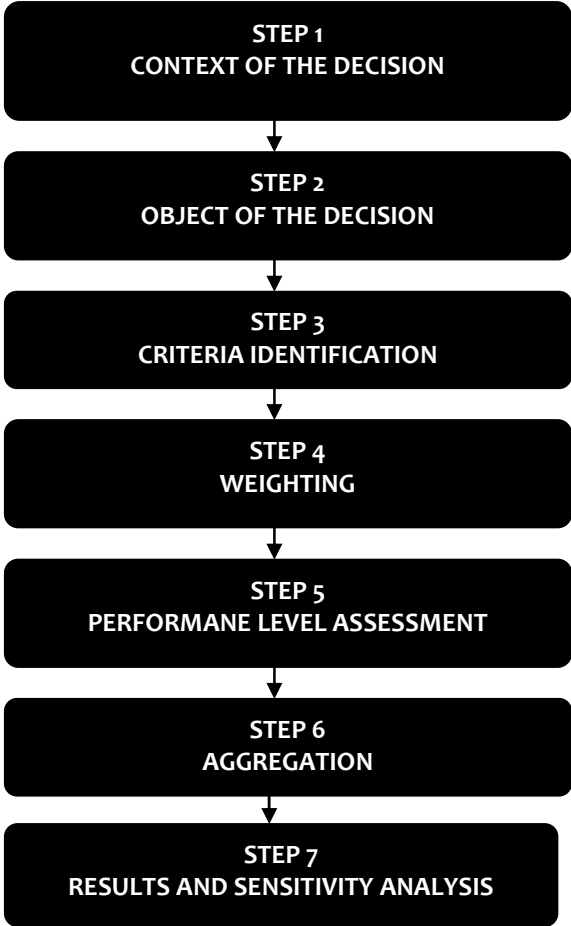 STEP 1
CONTEXT OF THE DECISION
STEP 2
OBJECT OF THE DECISION
STEP 3
CRITERIA IDENTIFICATION
STEP 4
WEIGHTING
STEP 5
PERFORMANE LEVEL ASSESSMENT
STEP 6
AGGREGATION
STEP 7
RESULTS AND SENSITIVITY ANALYSIS